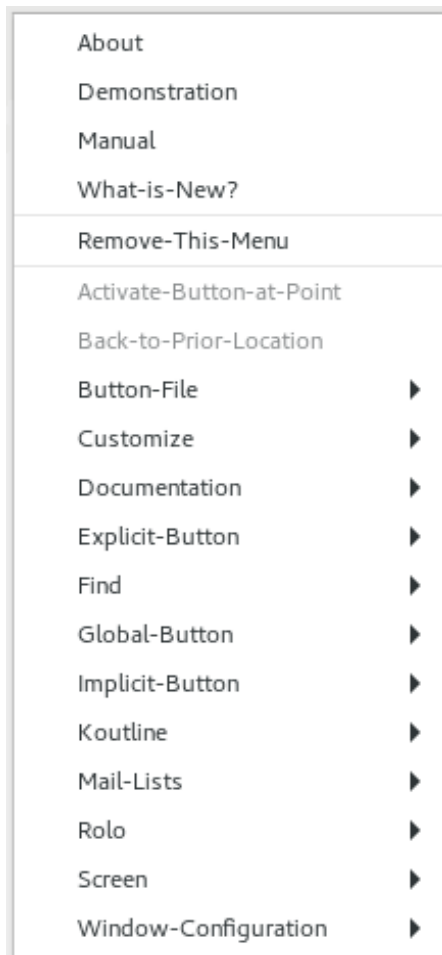 About
Demonstration
Manual
What-is-New?
Remove-This-Menu
Activate-Button-at-Point
Back-to-Prior-Location
Button-File
Customize
Documentation
Explicit-Button
Find
Global-Button
Implicit-Button
Koutline
Mail-Lists
Rolo
Screen
Window-Configuration